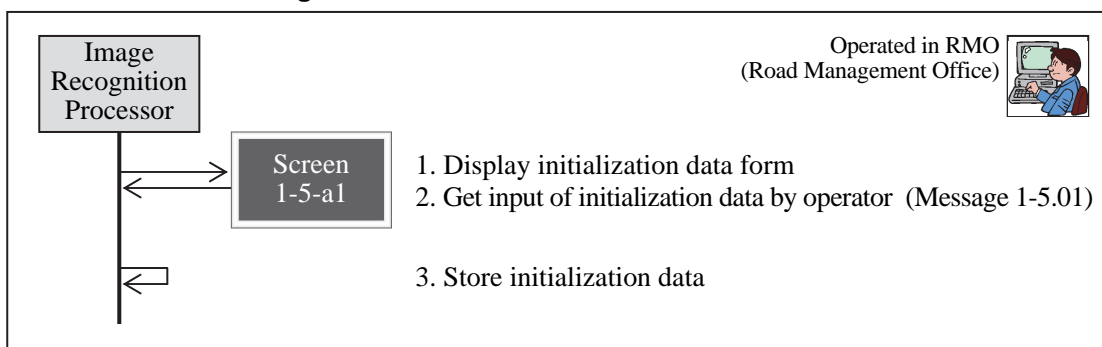 Image
Recognition
Processor
Operated in RMO
(Road Management Office)
Screen
1-5-a1
1. Display initialization data form
2. Get input of initialization data by operator (Message 1-5.01)
3. Store initialization data